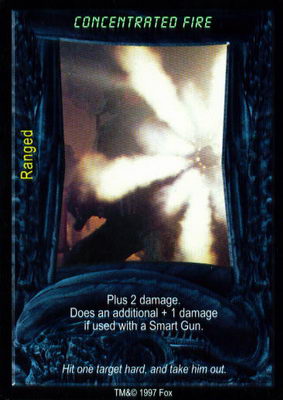 CONCENTRATED FIRE
Ranged
Plus 2 damage.
Does an additional + 1 damage
if used with a Smart Gun.
Hit one target hard, and take him out.
TM&© 1997 Fox